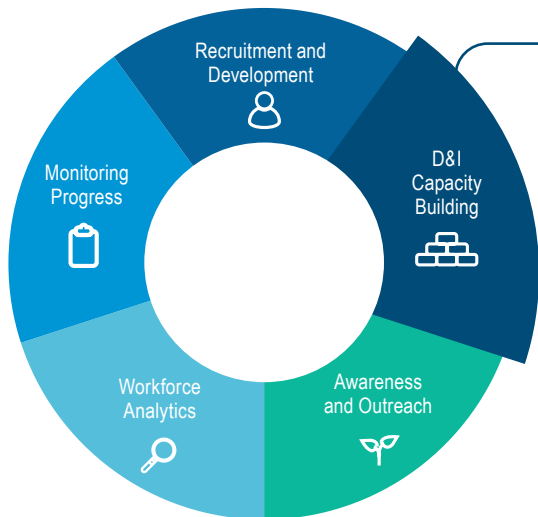 Recruitment and
Development
D&I
Capacity
Building
Awareness
and Outreach
Workforce
Analytics
Monitoring
Progress